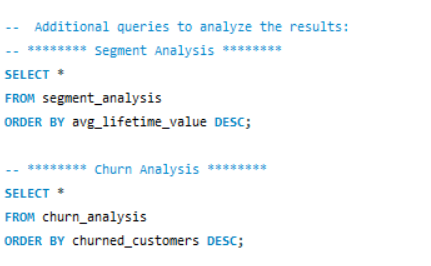 --  Additional queries to analyze the results:
-- ******** Segment Analysis ********
SELECT *
FROM segment_analysis
ORDER BY avg_lifetime_value DESC;

-- ******** Churn Analysis ********
SELECT *
FROM churn_analysis
ORDER BY churned_customers DESC;